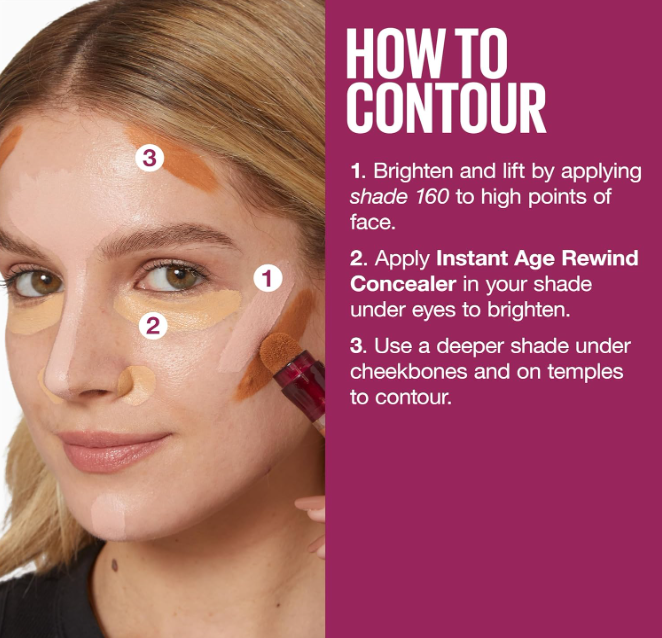 HOW TO
CONTOUR
1. Brighten and lift by applying
shade 160 to high points of
face.
2. Apply Instant Age Rewind
Concealer in your shade
under eyes to brighten.
3. Use a deeper shade under
cheekbones and on temples
to contour.
3
1
2